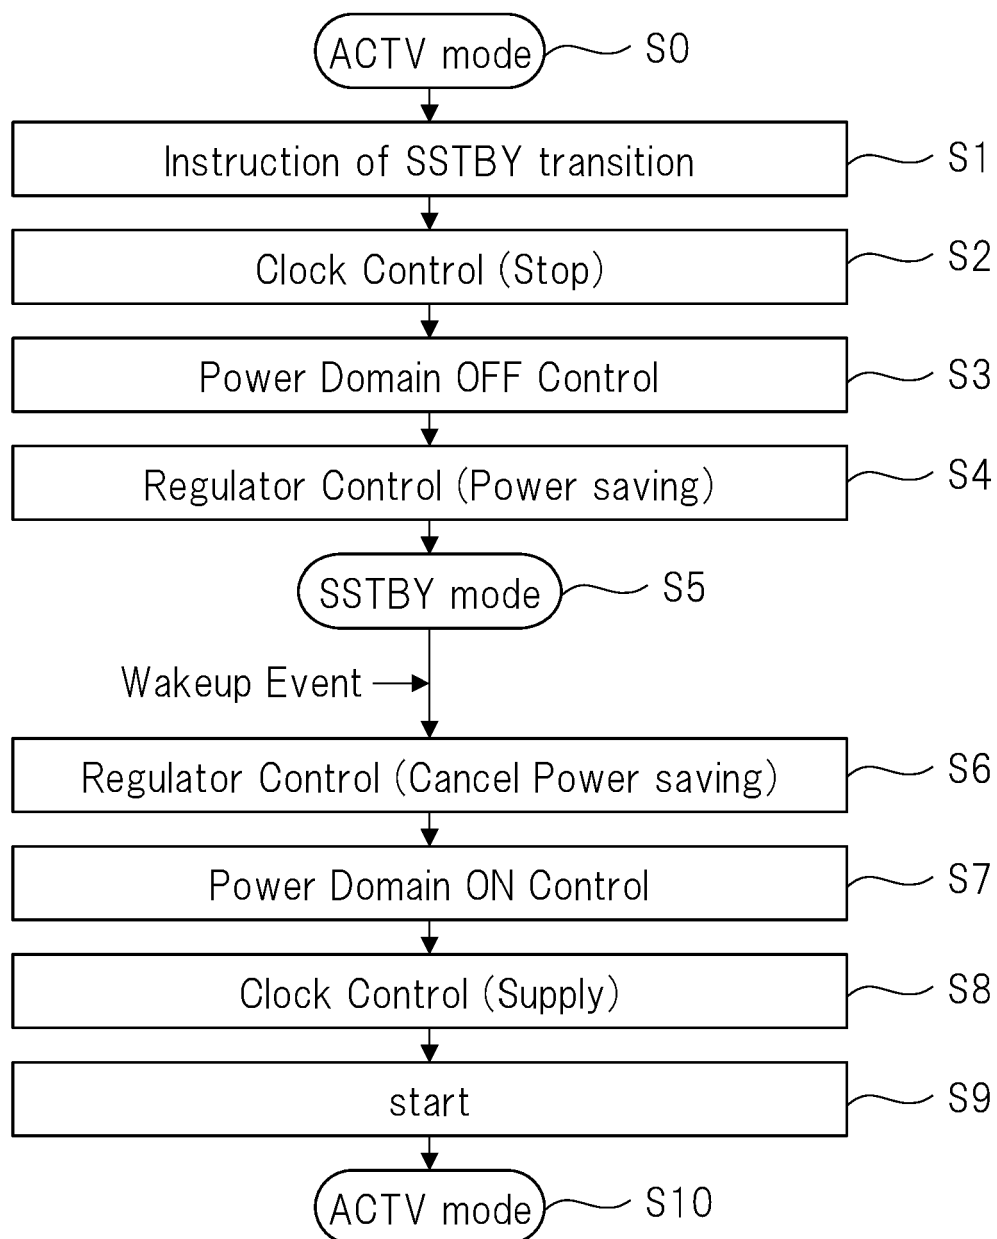 ACTV mode S0
Instruction of SSTBY transition S1
Clock Control (Stop) S2
Power Domain OFF Control S3
Regulator Control (Power saving) S4
SSTBY mode S5
Wakeup Event
Regulator Control (Cancel Power saving) S6
Power Domain ON Control S7
Clock Control (Supply) S8
start S9
ACTV mode S10